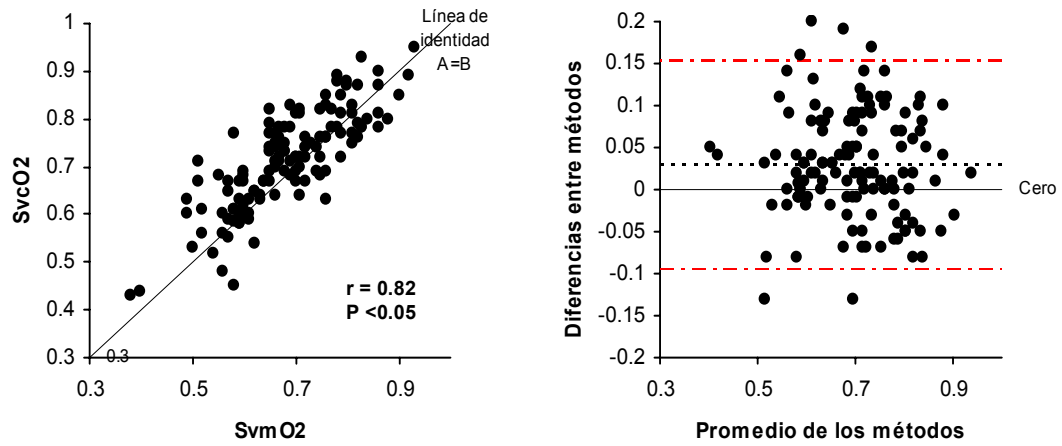 Línea de
identidad
A=B
1
0.9
0.8
0.7
0.6
0.5
0.4
0.3
0.3
0.3 0.5 0.7 0.9
SvcO2
r = 0.82
P <0.05
SvmO2
0.2
0.15
0.1
0.05
0
-0.05
-0.1
-0.15
-0.2
0.3 0.5 0.7 0.9
Diferencias entre métodos
Cero
Promedio de los métodos